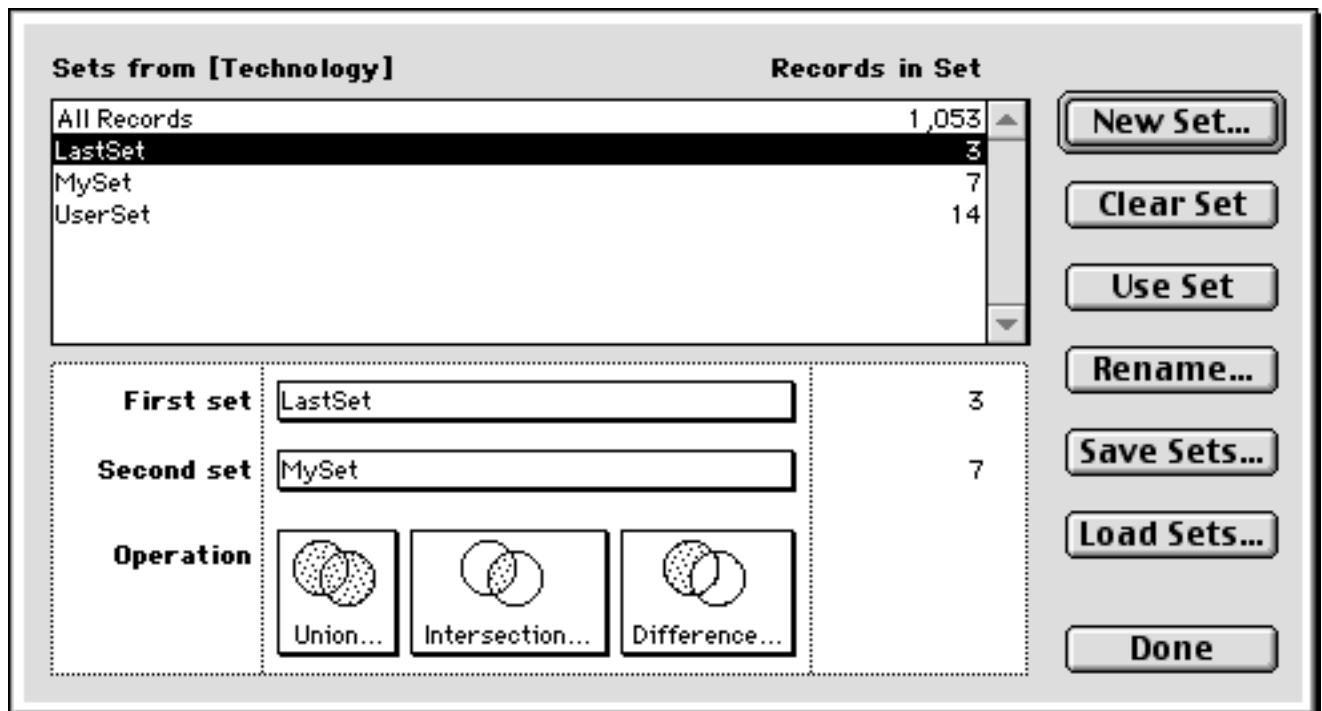 Sets from [Technology] Records in Set
All Records 1,053
LastSet 3
MySet 7
UserSet 14
New Set...
Clear Set
Use Set
Rename...
Save Sets...
Load Sets...
Done
First set LastSet 3
Second set MySet 7
Operation
Union... Intersection... Difference...